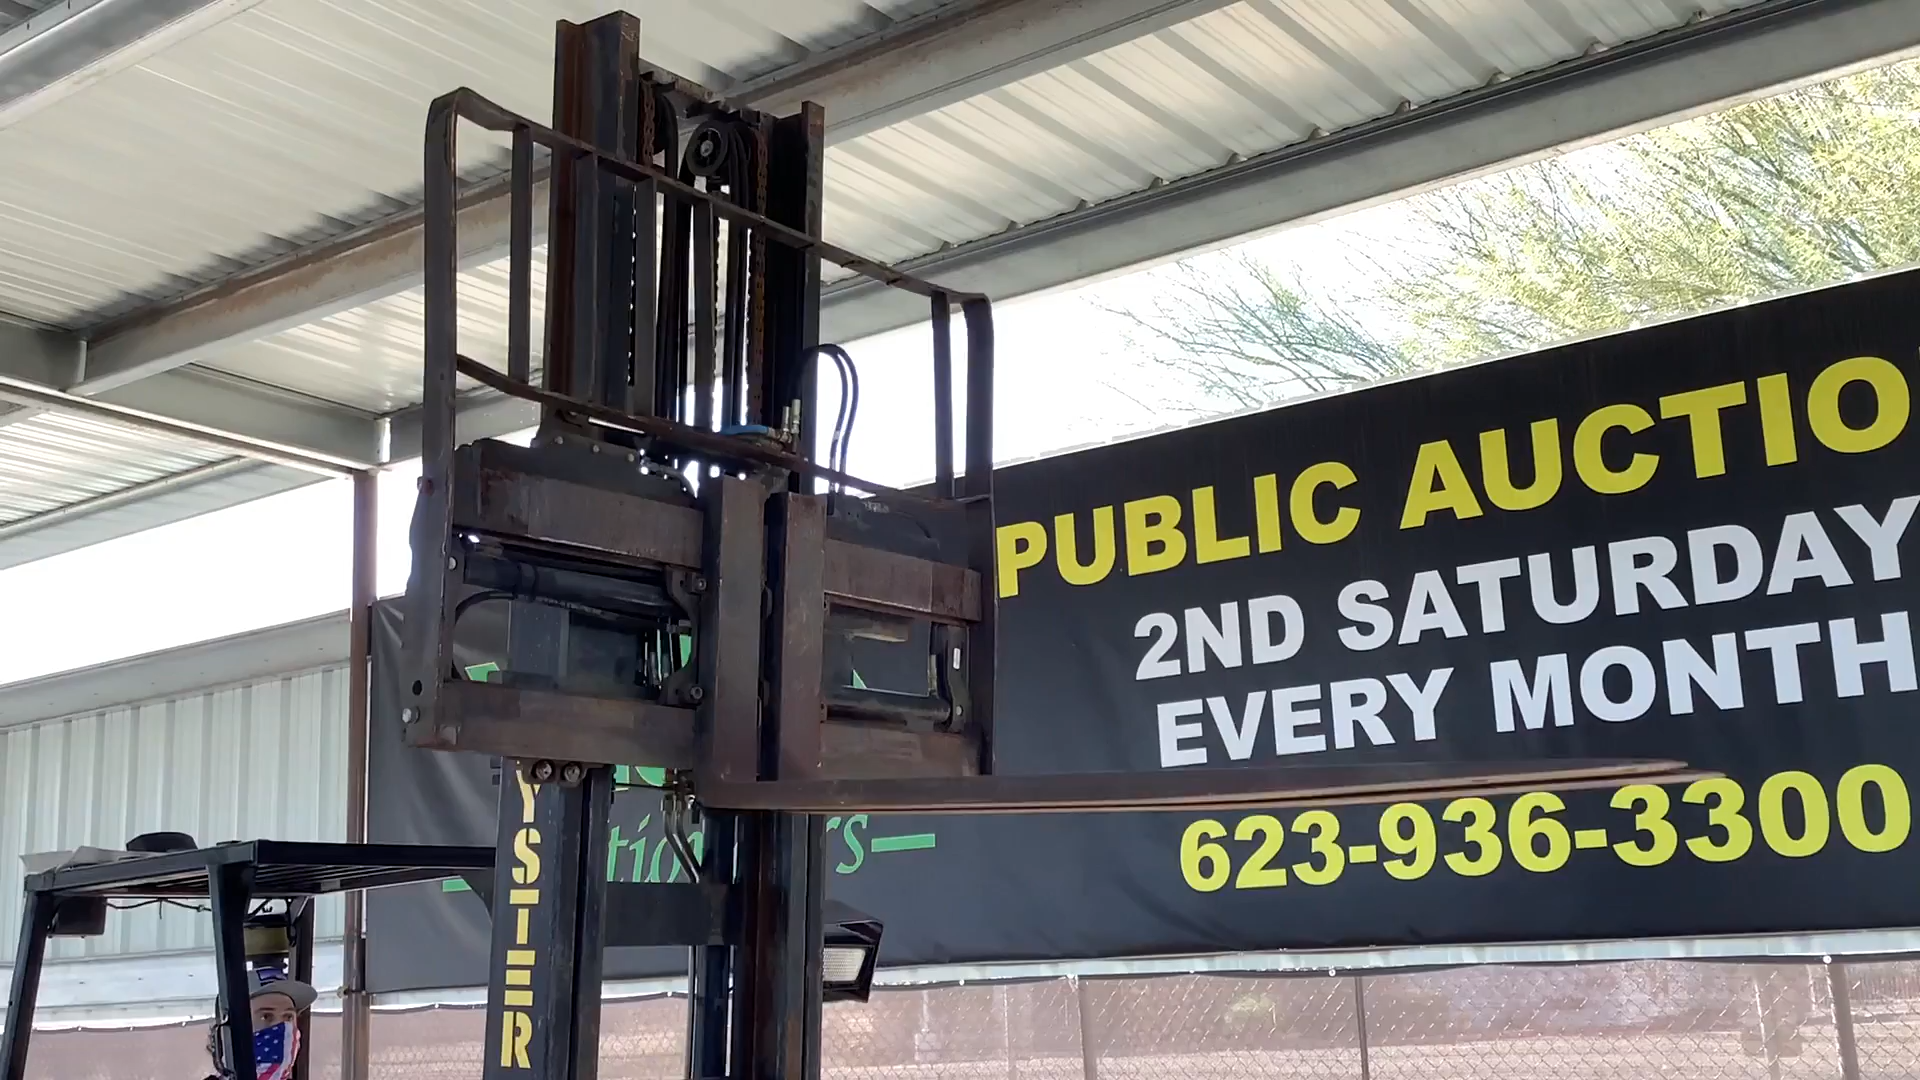 PUBLIC AUCTIO
2ND SATURDAY
EVERY MONTH
623-936-3300
YSTER